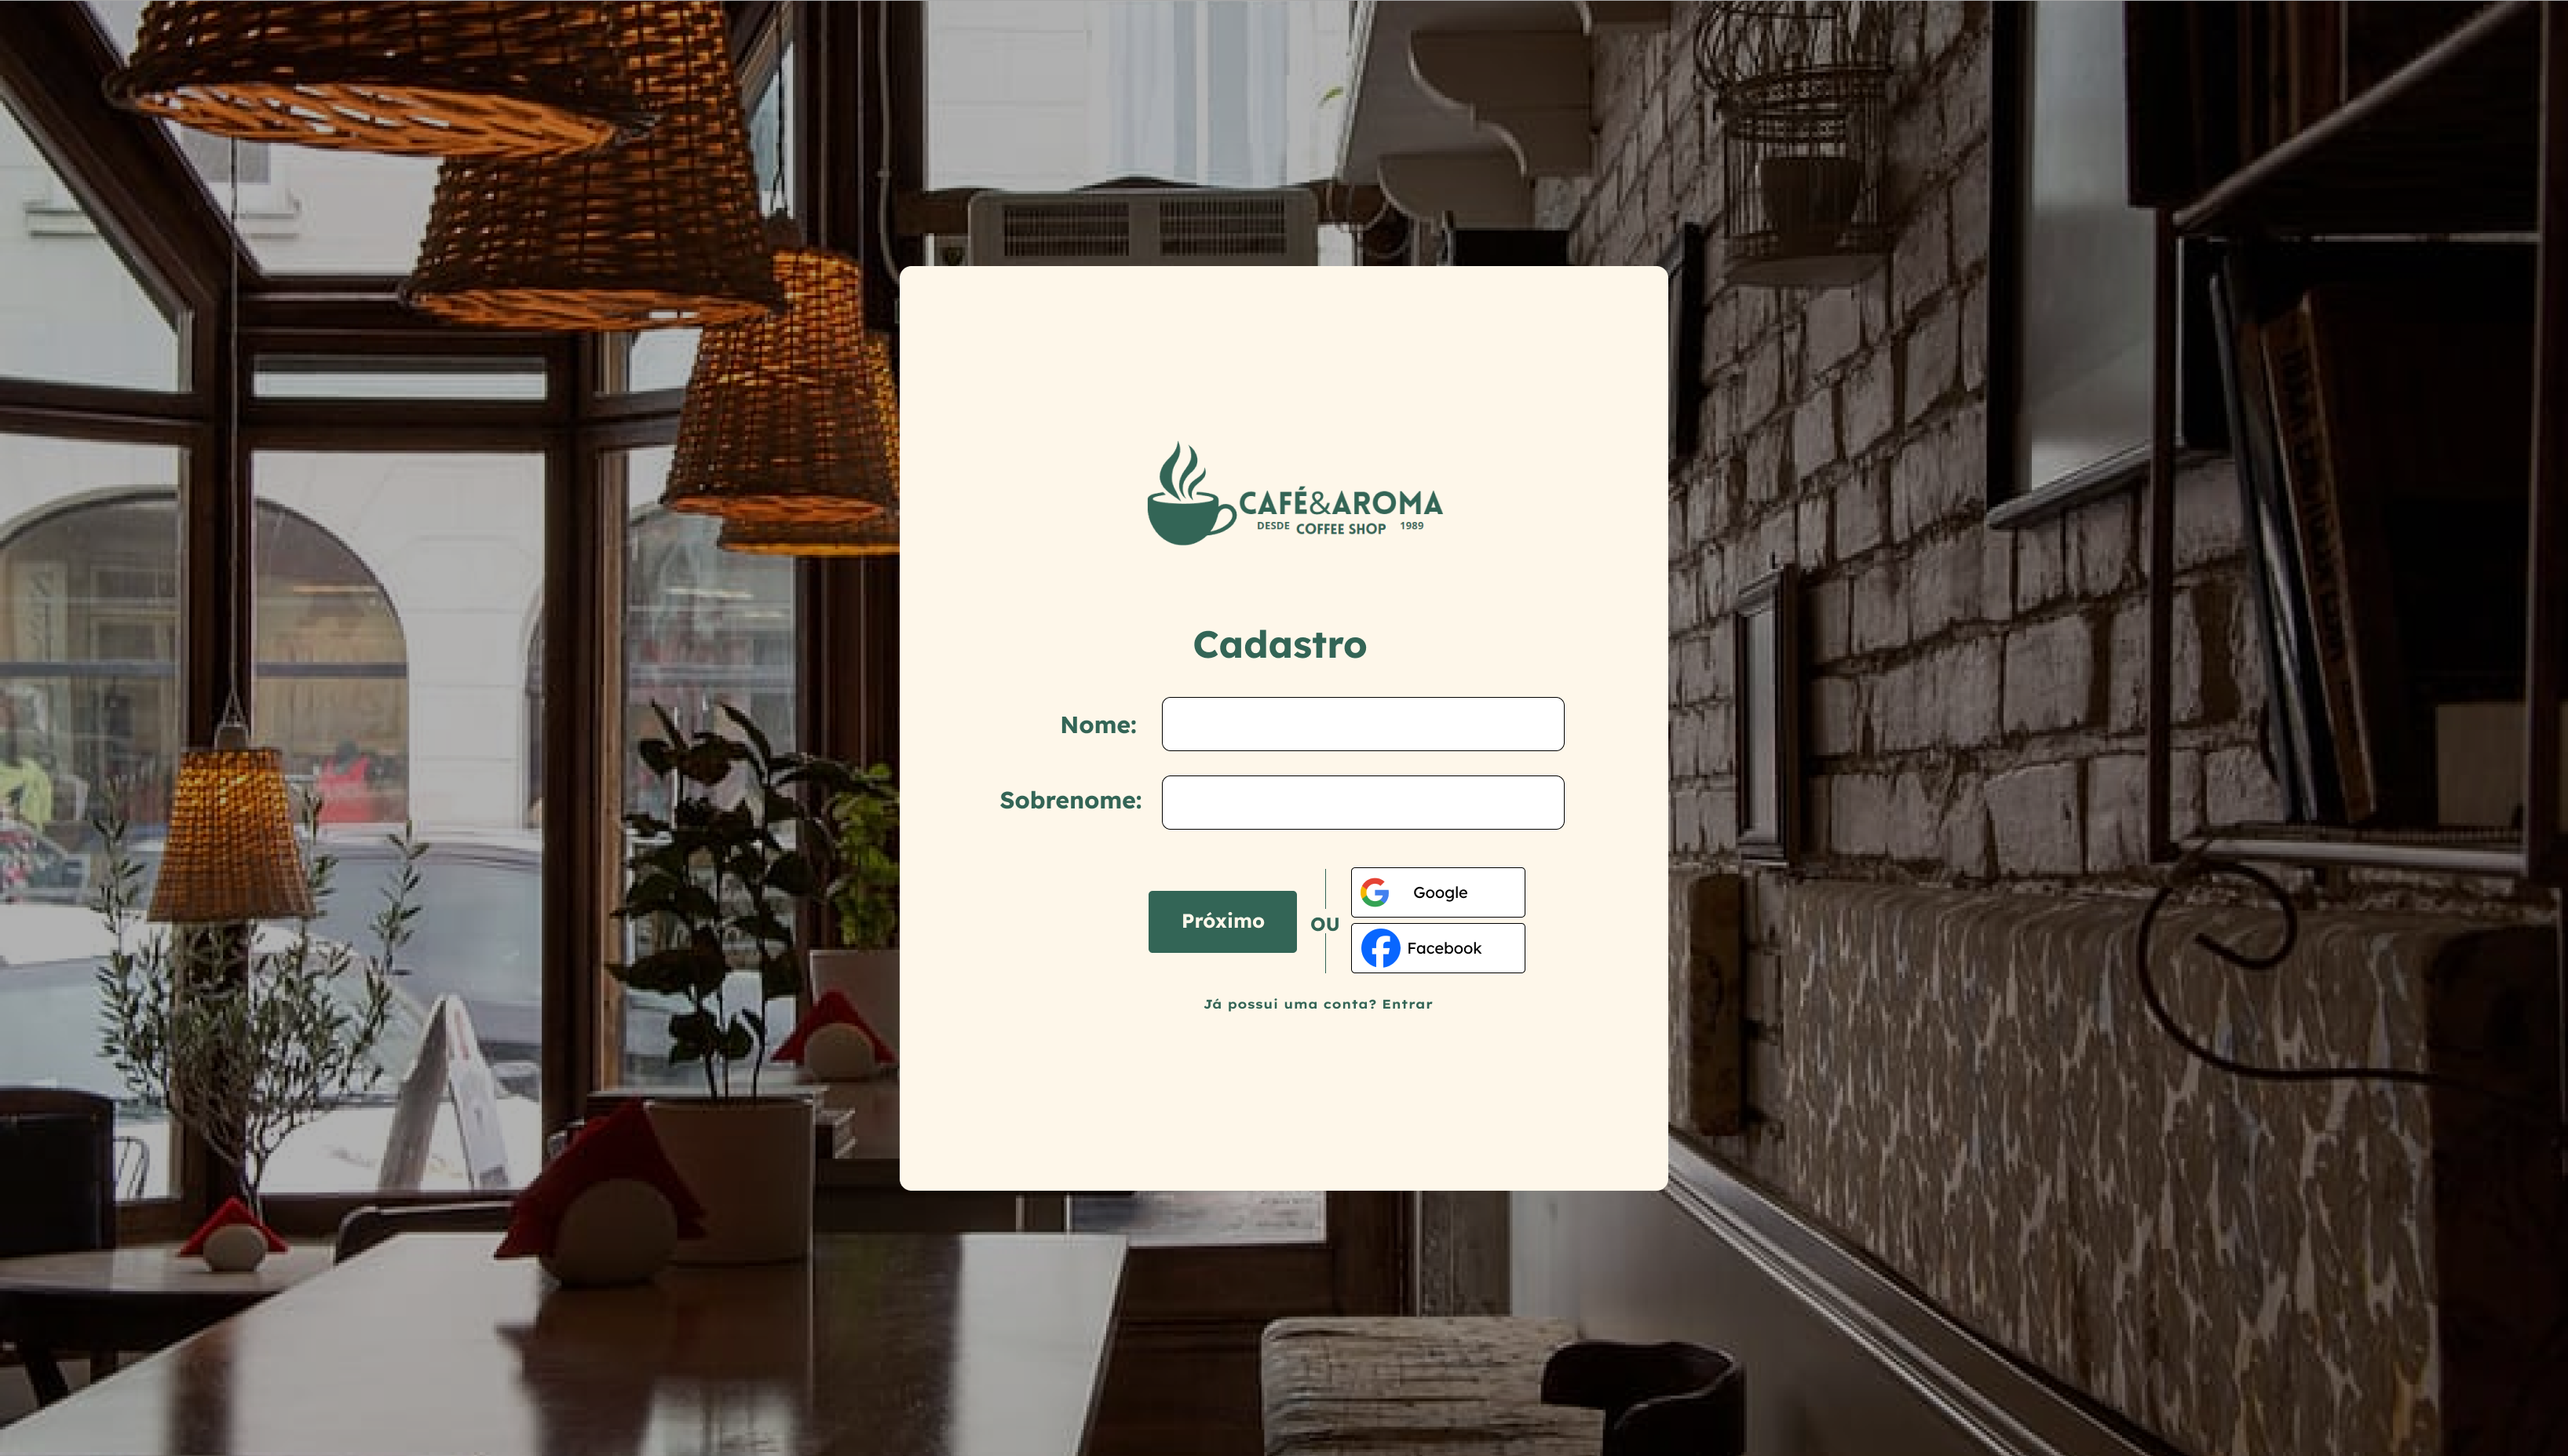 CAFÉ&AROMA
DESDE COFFEE SHOP 1989
Cadastro
Nome:
Sobrenome:
Próximo
OU
Google
Facebook
Já possui uma conta? Entrar